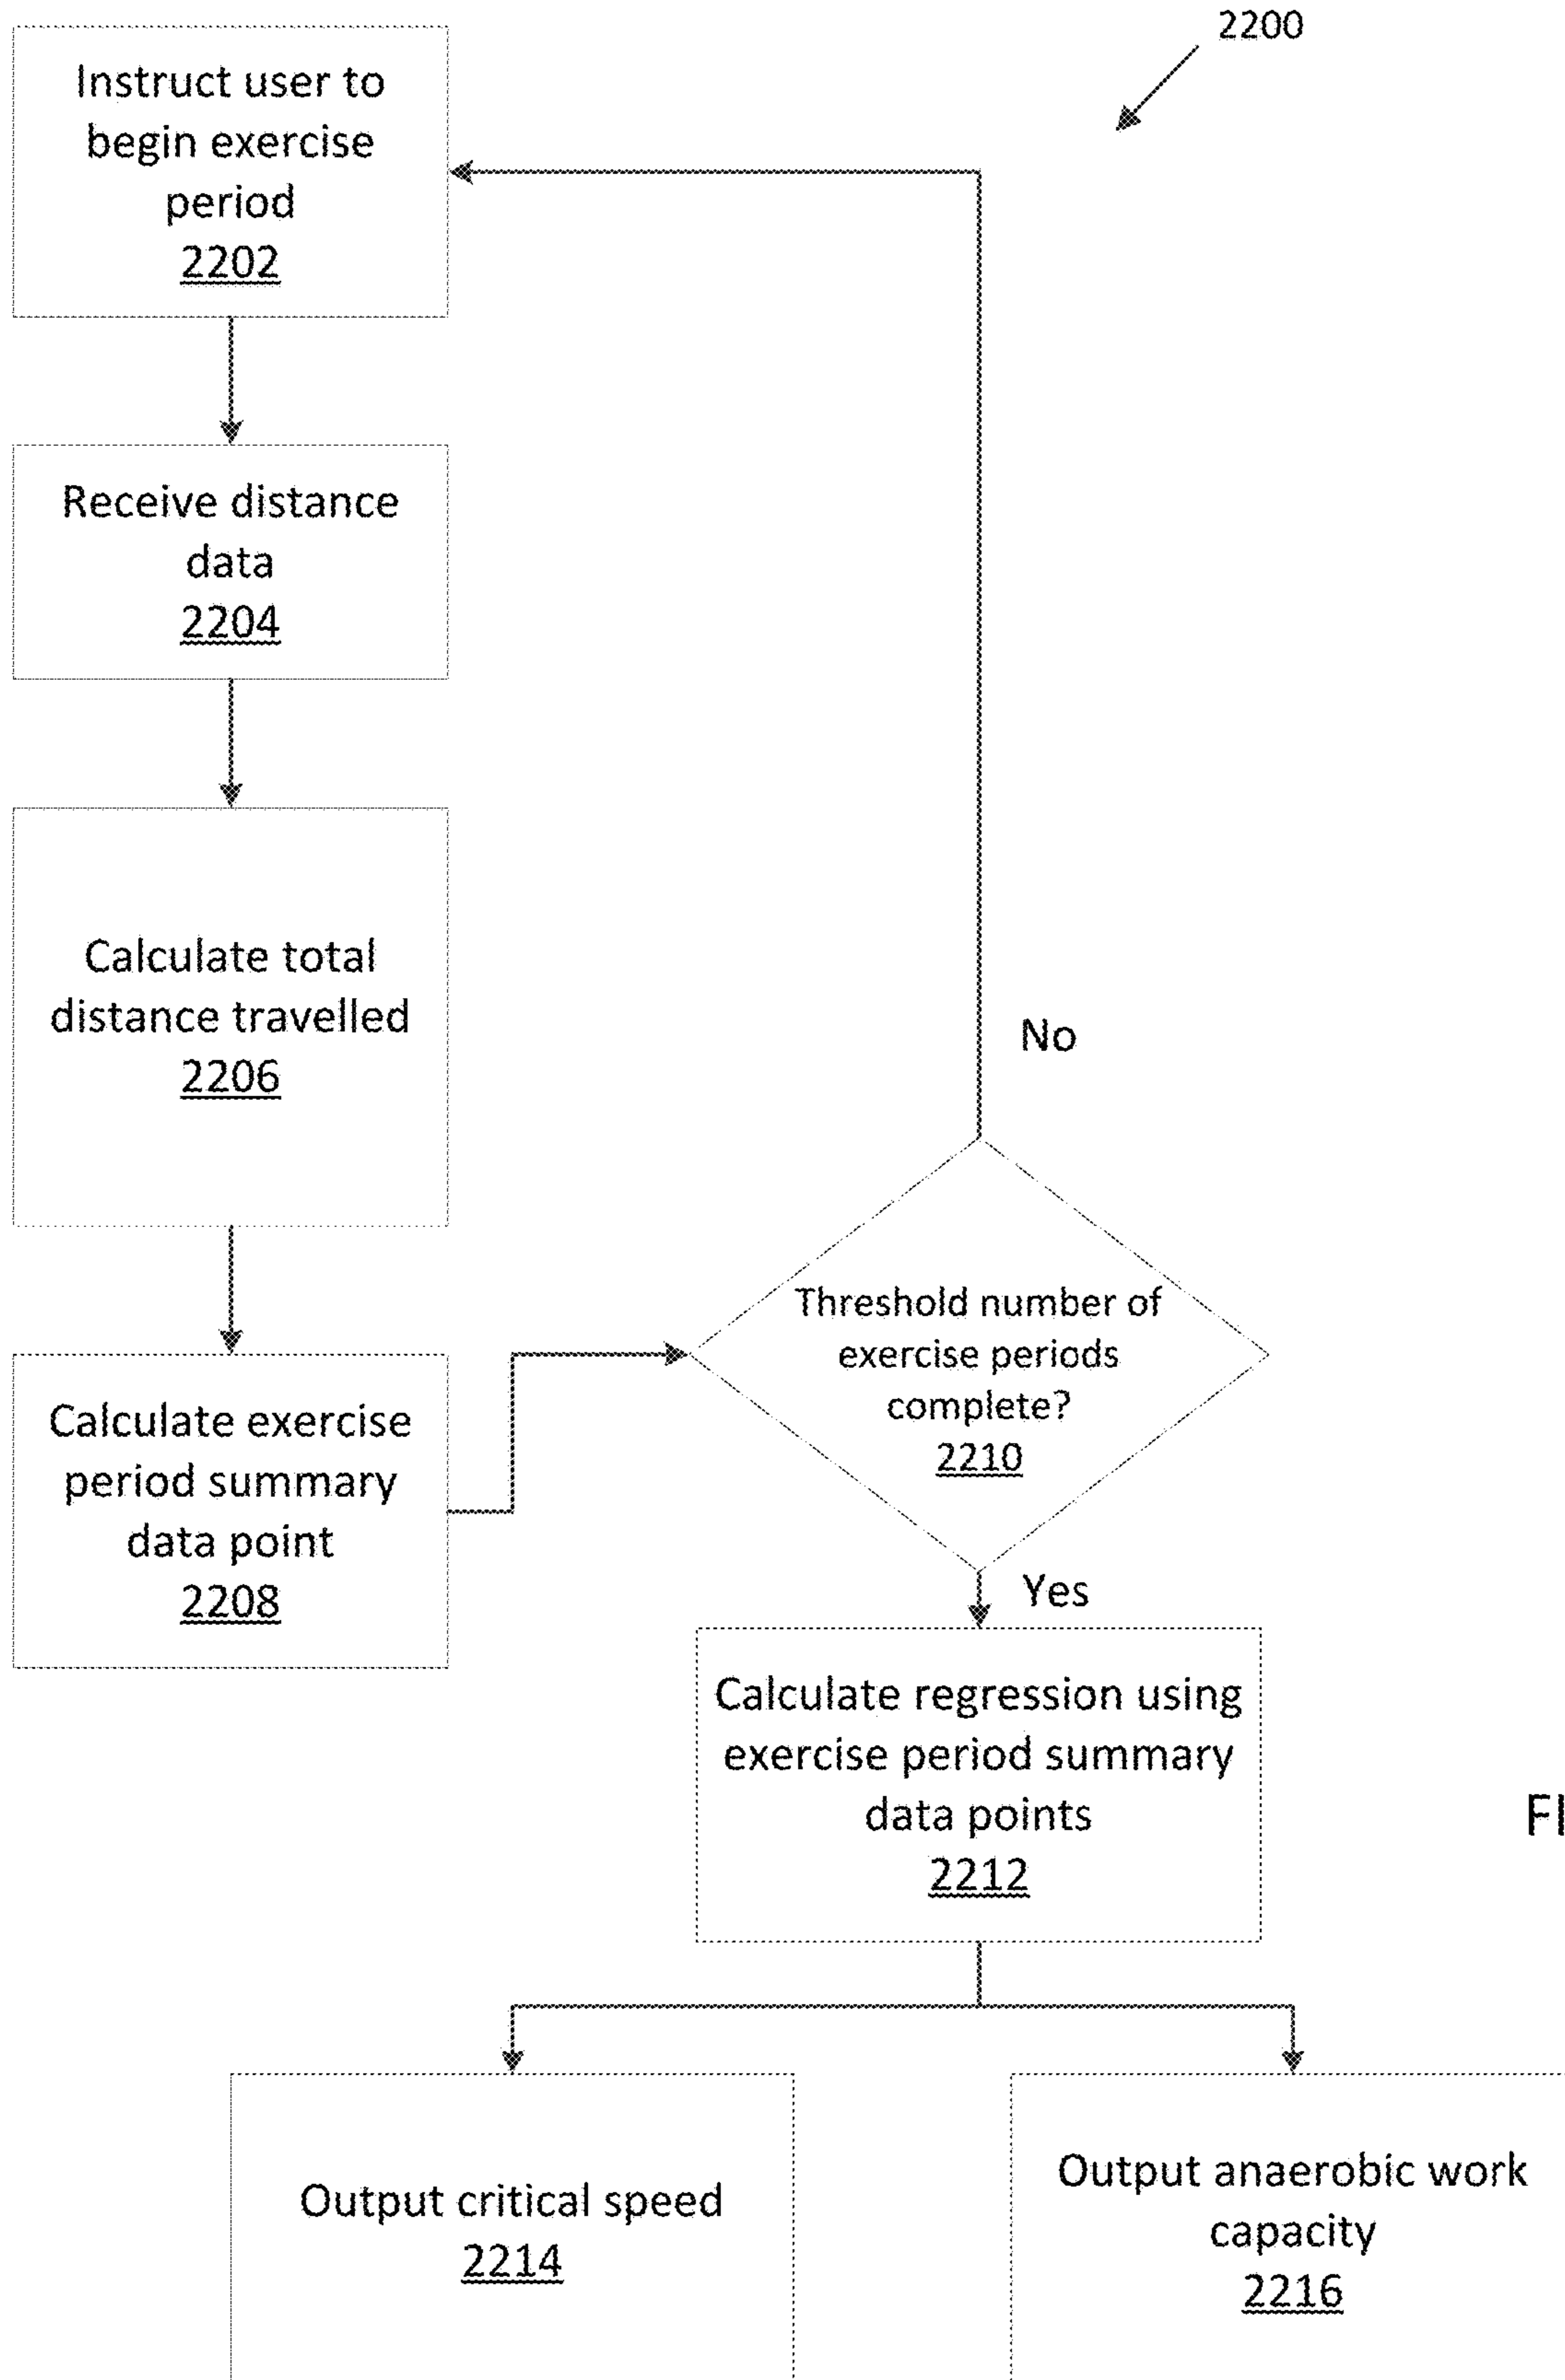 2200
Instruct user to
begin exercise
period
2202
Receive distance
data
2204
Calculate total
distance travelled
2206
No
Threshold number of
exercise periods
complete?
2210
Calculate exercise
period summary
data point
2208
Yes
Calculate regression using
exercise period summary
data points
2212
FI
Output critical speed
2214
Output anaerobic work
capacity
2216